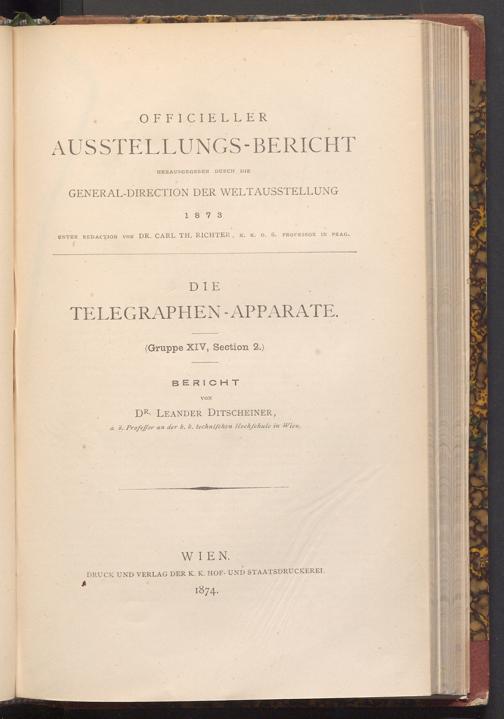 OFFICIELLER
AUSSTELLUNGS-BERICHT
HERAUSGEGEBEN DURCH DIE
GENERAL-DIRECTION DER WELTAUSSTELLUNG
1873
UNTER REDACTION VON DR. CARL TH. RICHTER, K. K. O. Ö. PROFESSOR IN PRAG.
DIE
TELEGRAPHEN-APPARATE.
(Gruppe XIV, Section 2.)
BERICHT
VON
DR. LEANDER DITSCHEINER,
a. ö. Profeſſor an der k. k. techniſchen Hochſchule in Wien.
WIEN.
DRUCK UND VERLAG DER K. K. HOF- UND STAATSDRUCKEREI.
1874.